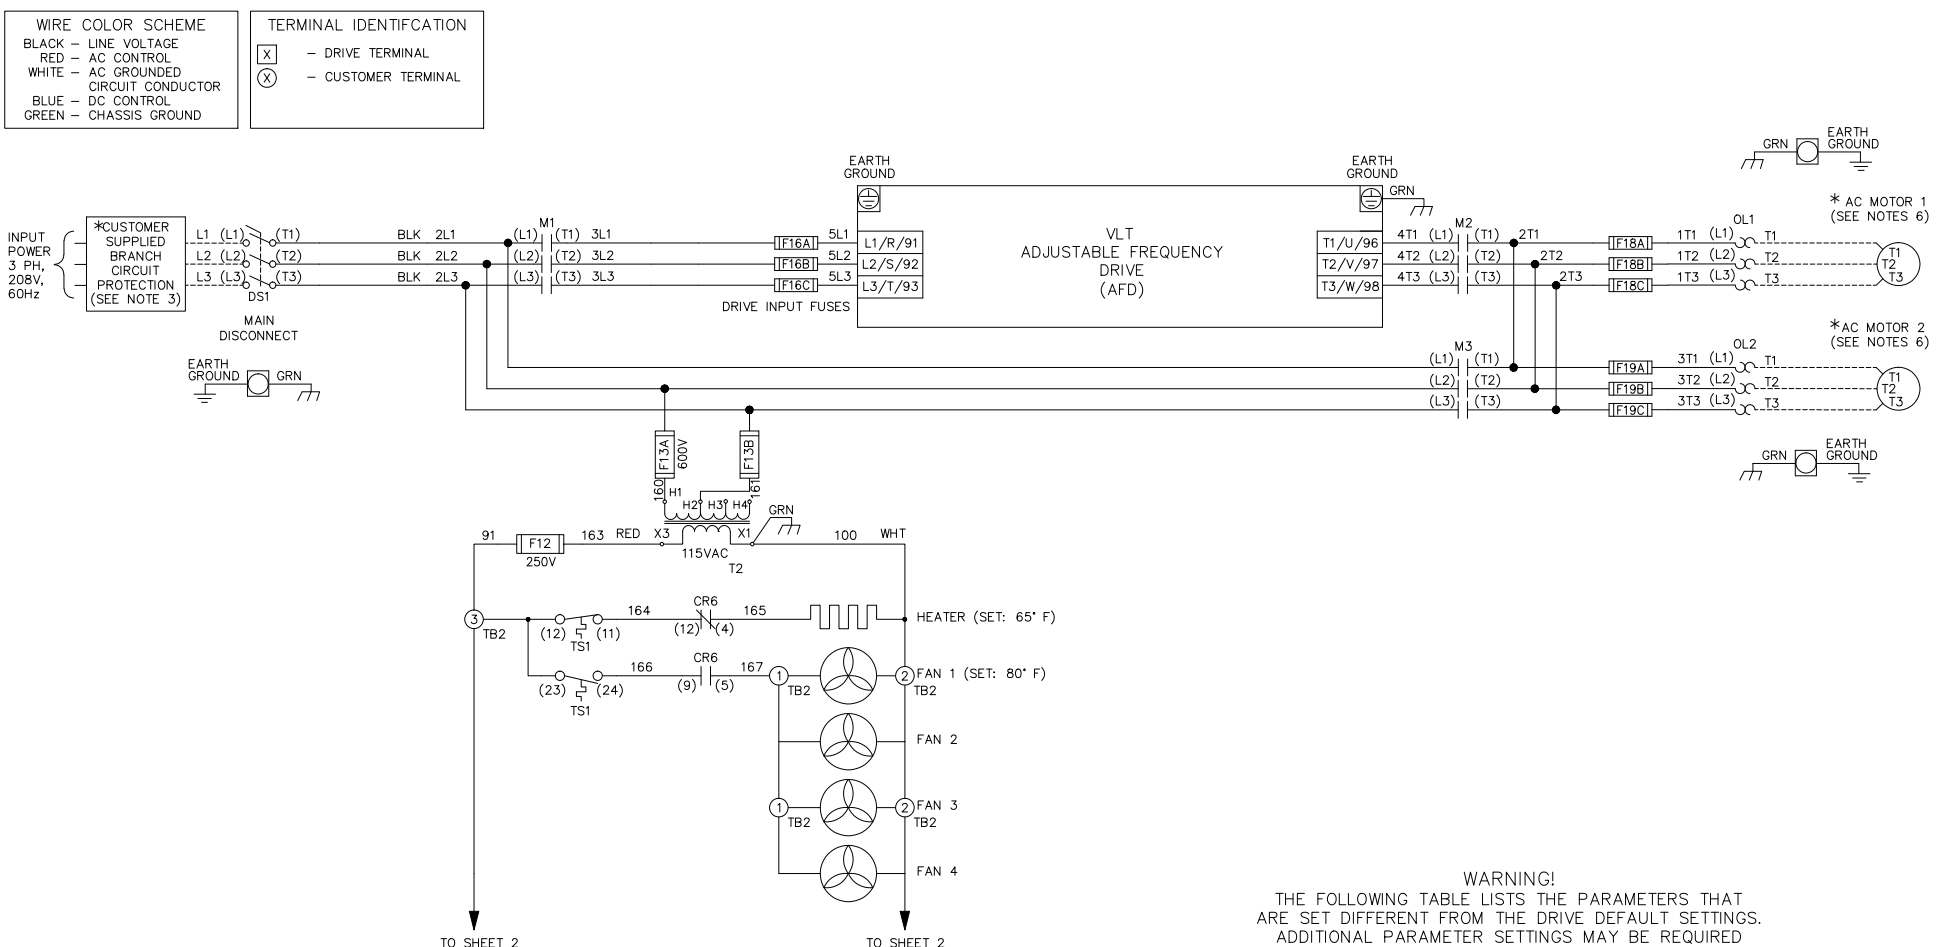 WIRE COLOR SCHEME
BLACK – LINE VOLTAGE
RED – AC CONTROL
WHITE – AC GROUNDED
CIRCUIT CONDUCTOR
BLUE – DC CONTROL
GREEN – CHASSIS GROUND
TERMINAL IDENTIFCATION
X – DRIVE TERMINAL
X – CUSTOMER TERMINAL
INPUT
POWER
3 PH,
208V,
60Hz
*CUSTOMER
SUPPLIED
BRANCH
CIRCUIT
PROTECTION
(SEE NOTE 3)
L1 (L1) (T1) BLK 2L1 (L1) M1 (T1) 3L1 F16A 5L1 L1/R/91
L2 (L2) (T2) BLK 2L2 (L2) (T2) 3L2 F16B 5L2 L2/S/92
L3 (L3) (T3) BLK 2L3 (L3) (T3) 3L3 F16C 5L3 L3/T/93
DS1
MAIN
DISCONNECT
DRIVE INPUT FUSES
EARTH
GROUND
GRN
EARTH
GROUND
VLT
ADJUSTABLE FREQUENCY
DRIVE
(AFD)
EARTH
GROUND
GRN
T1/U/96 4T1 (L1) M2 (T1) 2T1 F18A 1T1 (L1) OL1 T1
T2/V/97 4T2 (L2) (T2) 2T2 F18B 1T2 (L2) T2
T3/W/98 4T3 (L3) (T3) 2T3 F18C 1T3 (L3) T3
GRN
EARTH
GROUND
* AC MOTOR 1
(SEE NOTES 6)
T1
T2
T3
M3
(L1) (T1) F19A 3T1 (L1) OL2 T1
(L2) (T2) F19B 3T2 (L2) T2
(L3) (T3) F19C 3T3 (L3) T3
*AC MOTOR 2
(SEE NOTES 6)
T1
T2
T3
GRN
EARTH
GROUND
F13A
600V
F13B
160
H1
H2
H3
H4
161
GRN
91 F12 163 RED X3 X1 100 WHT
250V
115VAC
T2
3
TB2
(12) (11)
TS1
164
CR6
(12) (4)
165
HEATER (SET: 65° F)
(23) (24)
TS1
166
CR6
(9) (5)
167
1
TB2
2
TB2
FAN 1 (SET: 80° F)
FAN 2
1
TB2
2
TB2
FAN 3
FAN 4
TO SHEET 2
TO SHEET 2
WARNING!
THE FOLLOWING TABLE LISTS THE PARAMETERS THAT
ARE SET DIFFERENT FROM THE DRIVE DEFAULT SETTINGS.
ADDITIONAL PARAMETER SETTINGS MAY BE REQUIRED